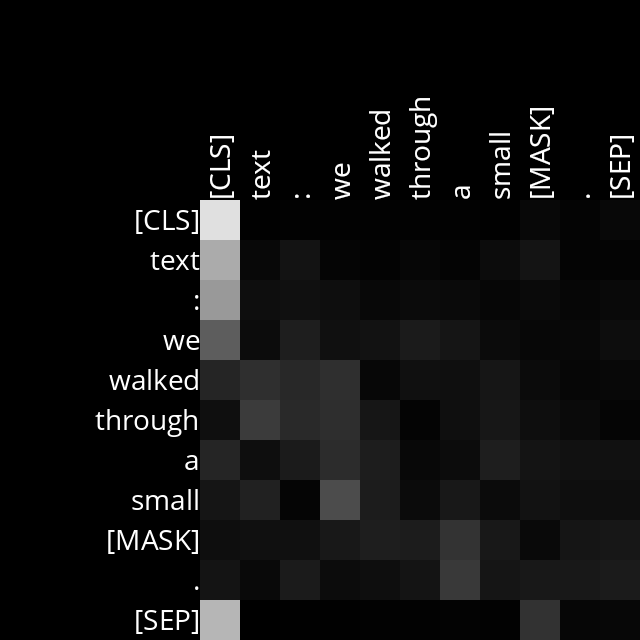 [CLS] text : we walked through a small [MASK] . [SEP]
[CLS]
text
:
we
walked
through
a
small
[MASK]
.
[SEP]